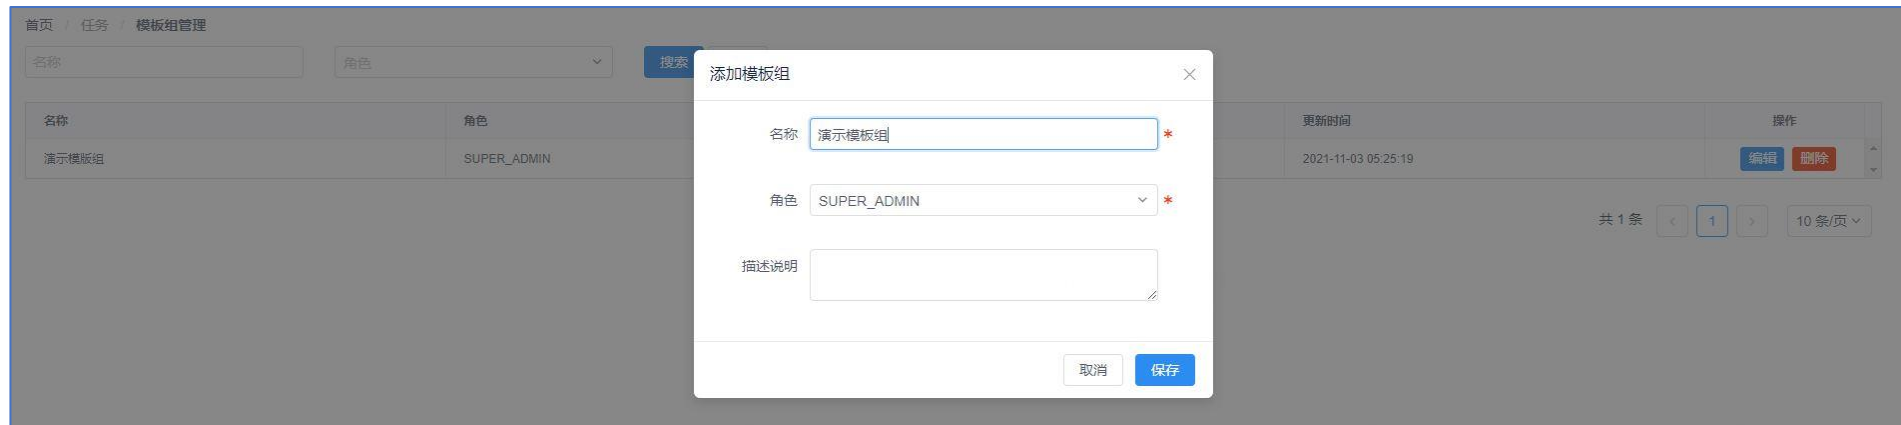 首页 / 任务 / 模板组管理
名称 角色 搜索
添加模板组
名称 演示模板组 *
角色 SUPER_ADMIN *
描述说明
取消 保存
名称 角色 更新时间 操作
演示模版组 SUPER_ADMIN 2021-11-03 05:25:19 编辑 删除
共 1 条 1 10 条/页